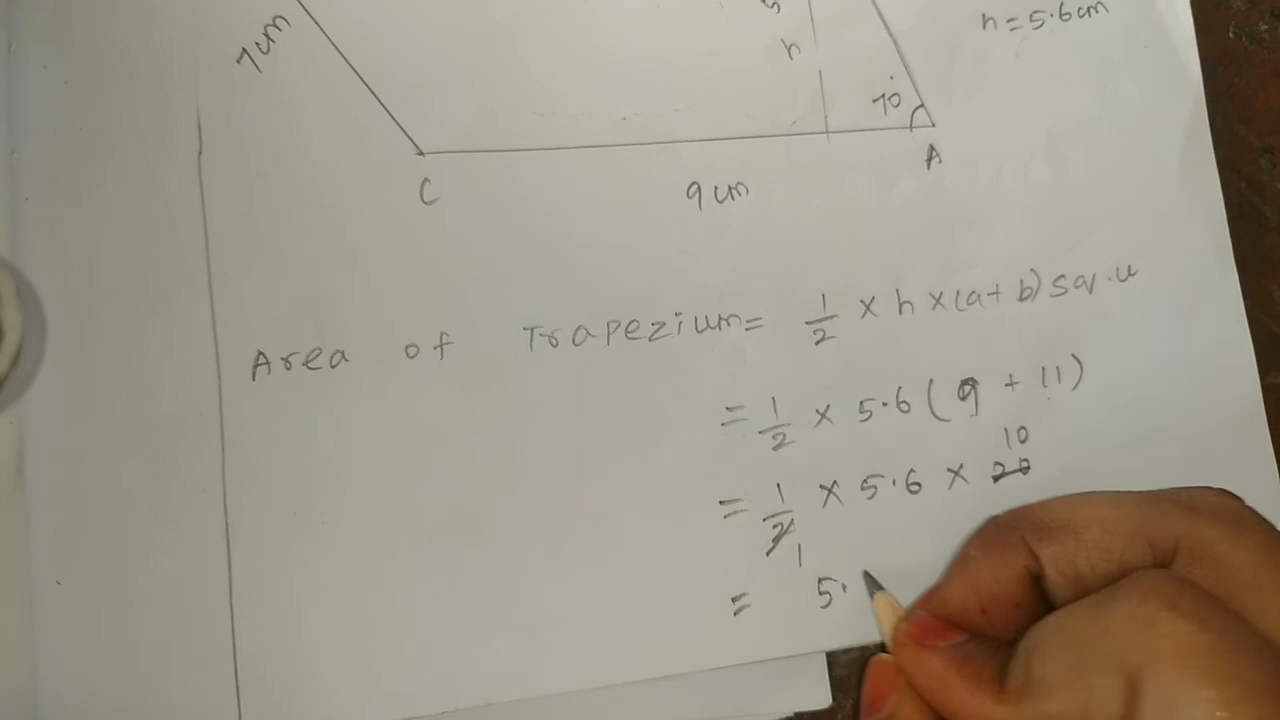 7cm
h
h = 5.6cm
70°
C
A
9cm
Area of Trapezium = 1/2 × h × (a + b) sq.u
= 1/2 × 5.6 ( 9 + 11 )
10
= 1/2 × 5.6 × 20
1
= 5.